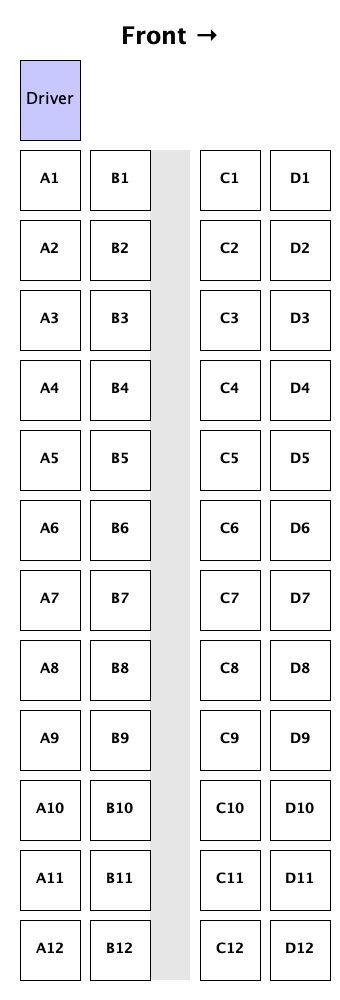 Front →
Driver
A1 B1 C1 D1
A2 B2 C2 D2
A3 B3 C3 D3
A4 B4 C4 D4
A5 B5 C5 D5
A6 B6 C6 D6
A7 B7 C7 D7
A8 B8 C8 D8
A9 B9 C9 D9
A10 B10 C10 D10
A11 B11 C11 D11
A12 B12 C12 D12